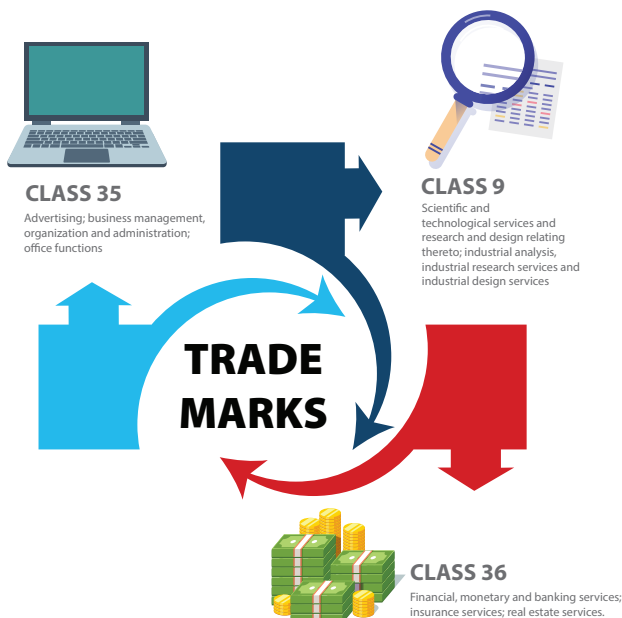 CLASS 35
Advertising; business management,
organization and administration;
office functions
CLASS 9
Scientific and
technological services and
research and design relating
thereto; industrial analysis,
industrial research services and
industrial design services
TRADE
MARKS
CLASS 36
Financial, monetary and banking services;
insurance services; real estate services.